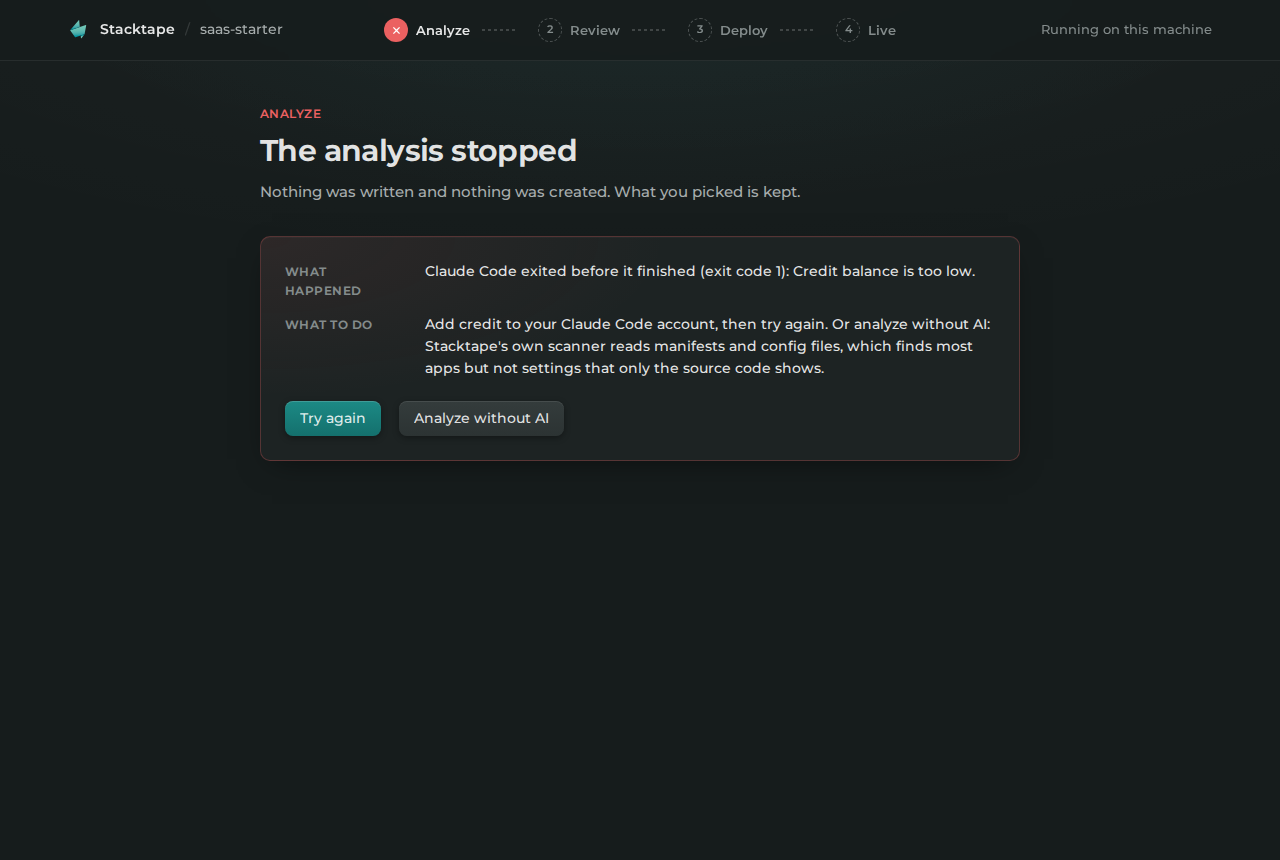 Stacktape / saas-starter
Analyze
2 Review
3 Deploy
4 Live
Running on this machine
ANALYZE
The analysis stopped
Nothing was written and nothing was created. What you picked is kept.
WHAT HAPPENED
Claude Code exited before it finished (exit code 1): Credit balance is too low.
WHAT TO DO
Add credit to your Claude Code account, then try again. Or analyze without AI:
Stacktape's own scanner reads manifests and config files, which finds most
apps but not settings that only the source code shows.
Try again
Analyze without AI